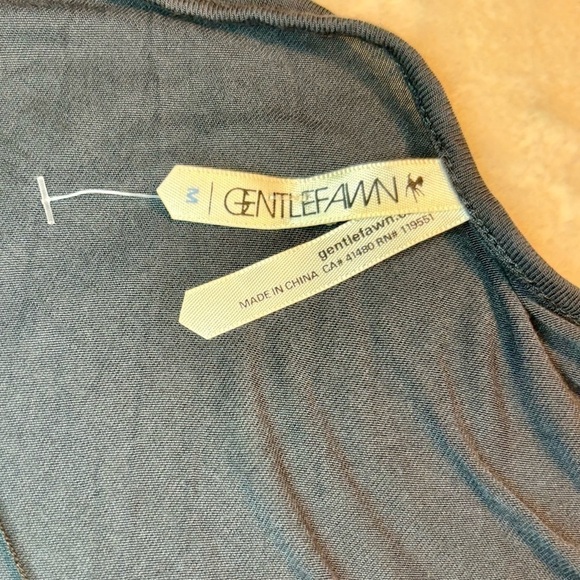 M | GENTLEFAWN
gentlefawn.c
MADE IN CHINA CA# 41480 RN# 119551